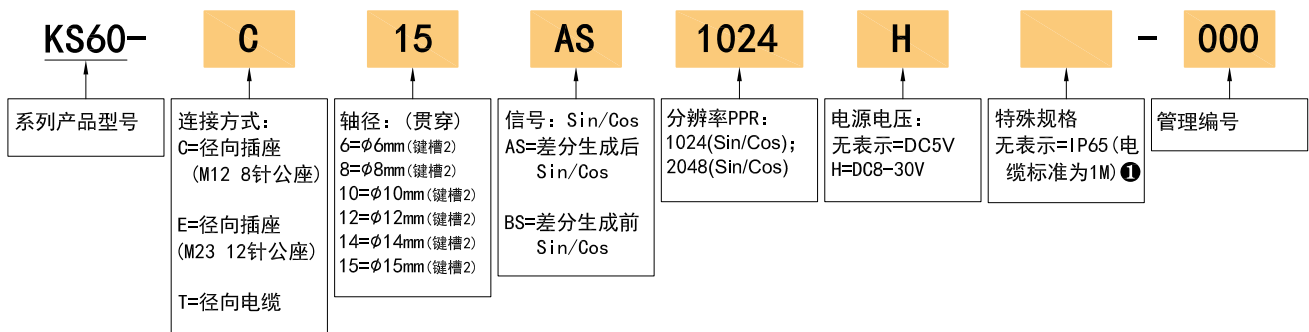 KS60- C 15 AS 1024 H - 000
系列产品型号
连接方式：
C=径向插座
(M12 8针公座)
E=径向插座
(M23 12针公座)
T=径向电缆
轴径：(贯穿)
6=Ø6mm(键槽2)
8=Ø8mm(键槽2)
10=Ø10mm(键槽2)
12=Ø12mm(键槽2)
14=Ø14mm(键槽2)
15=Ø15mm(键槽2)
信号：Sin/Cos
AS=差分生成后
Sin/Cos
BS=差分生成前
Sin/Cos
分辨率PPR：
1024(Sin/Cos)；
2048(Sin/Cos)
电源电压：
无表示=DC5V
H=DC8-30V
特殊规格
无表示=IP65(电
缆标准为1M)❶
管理编号